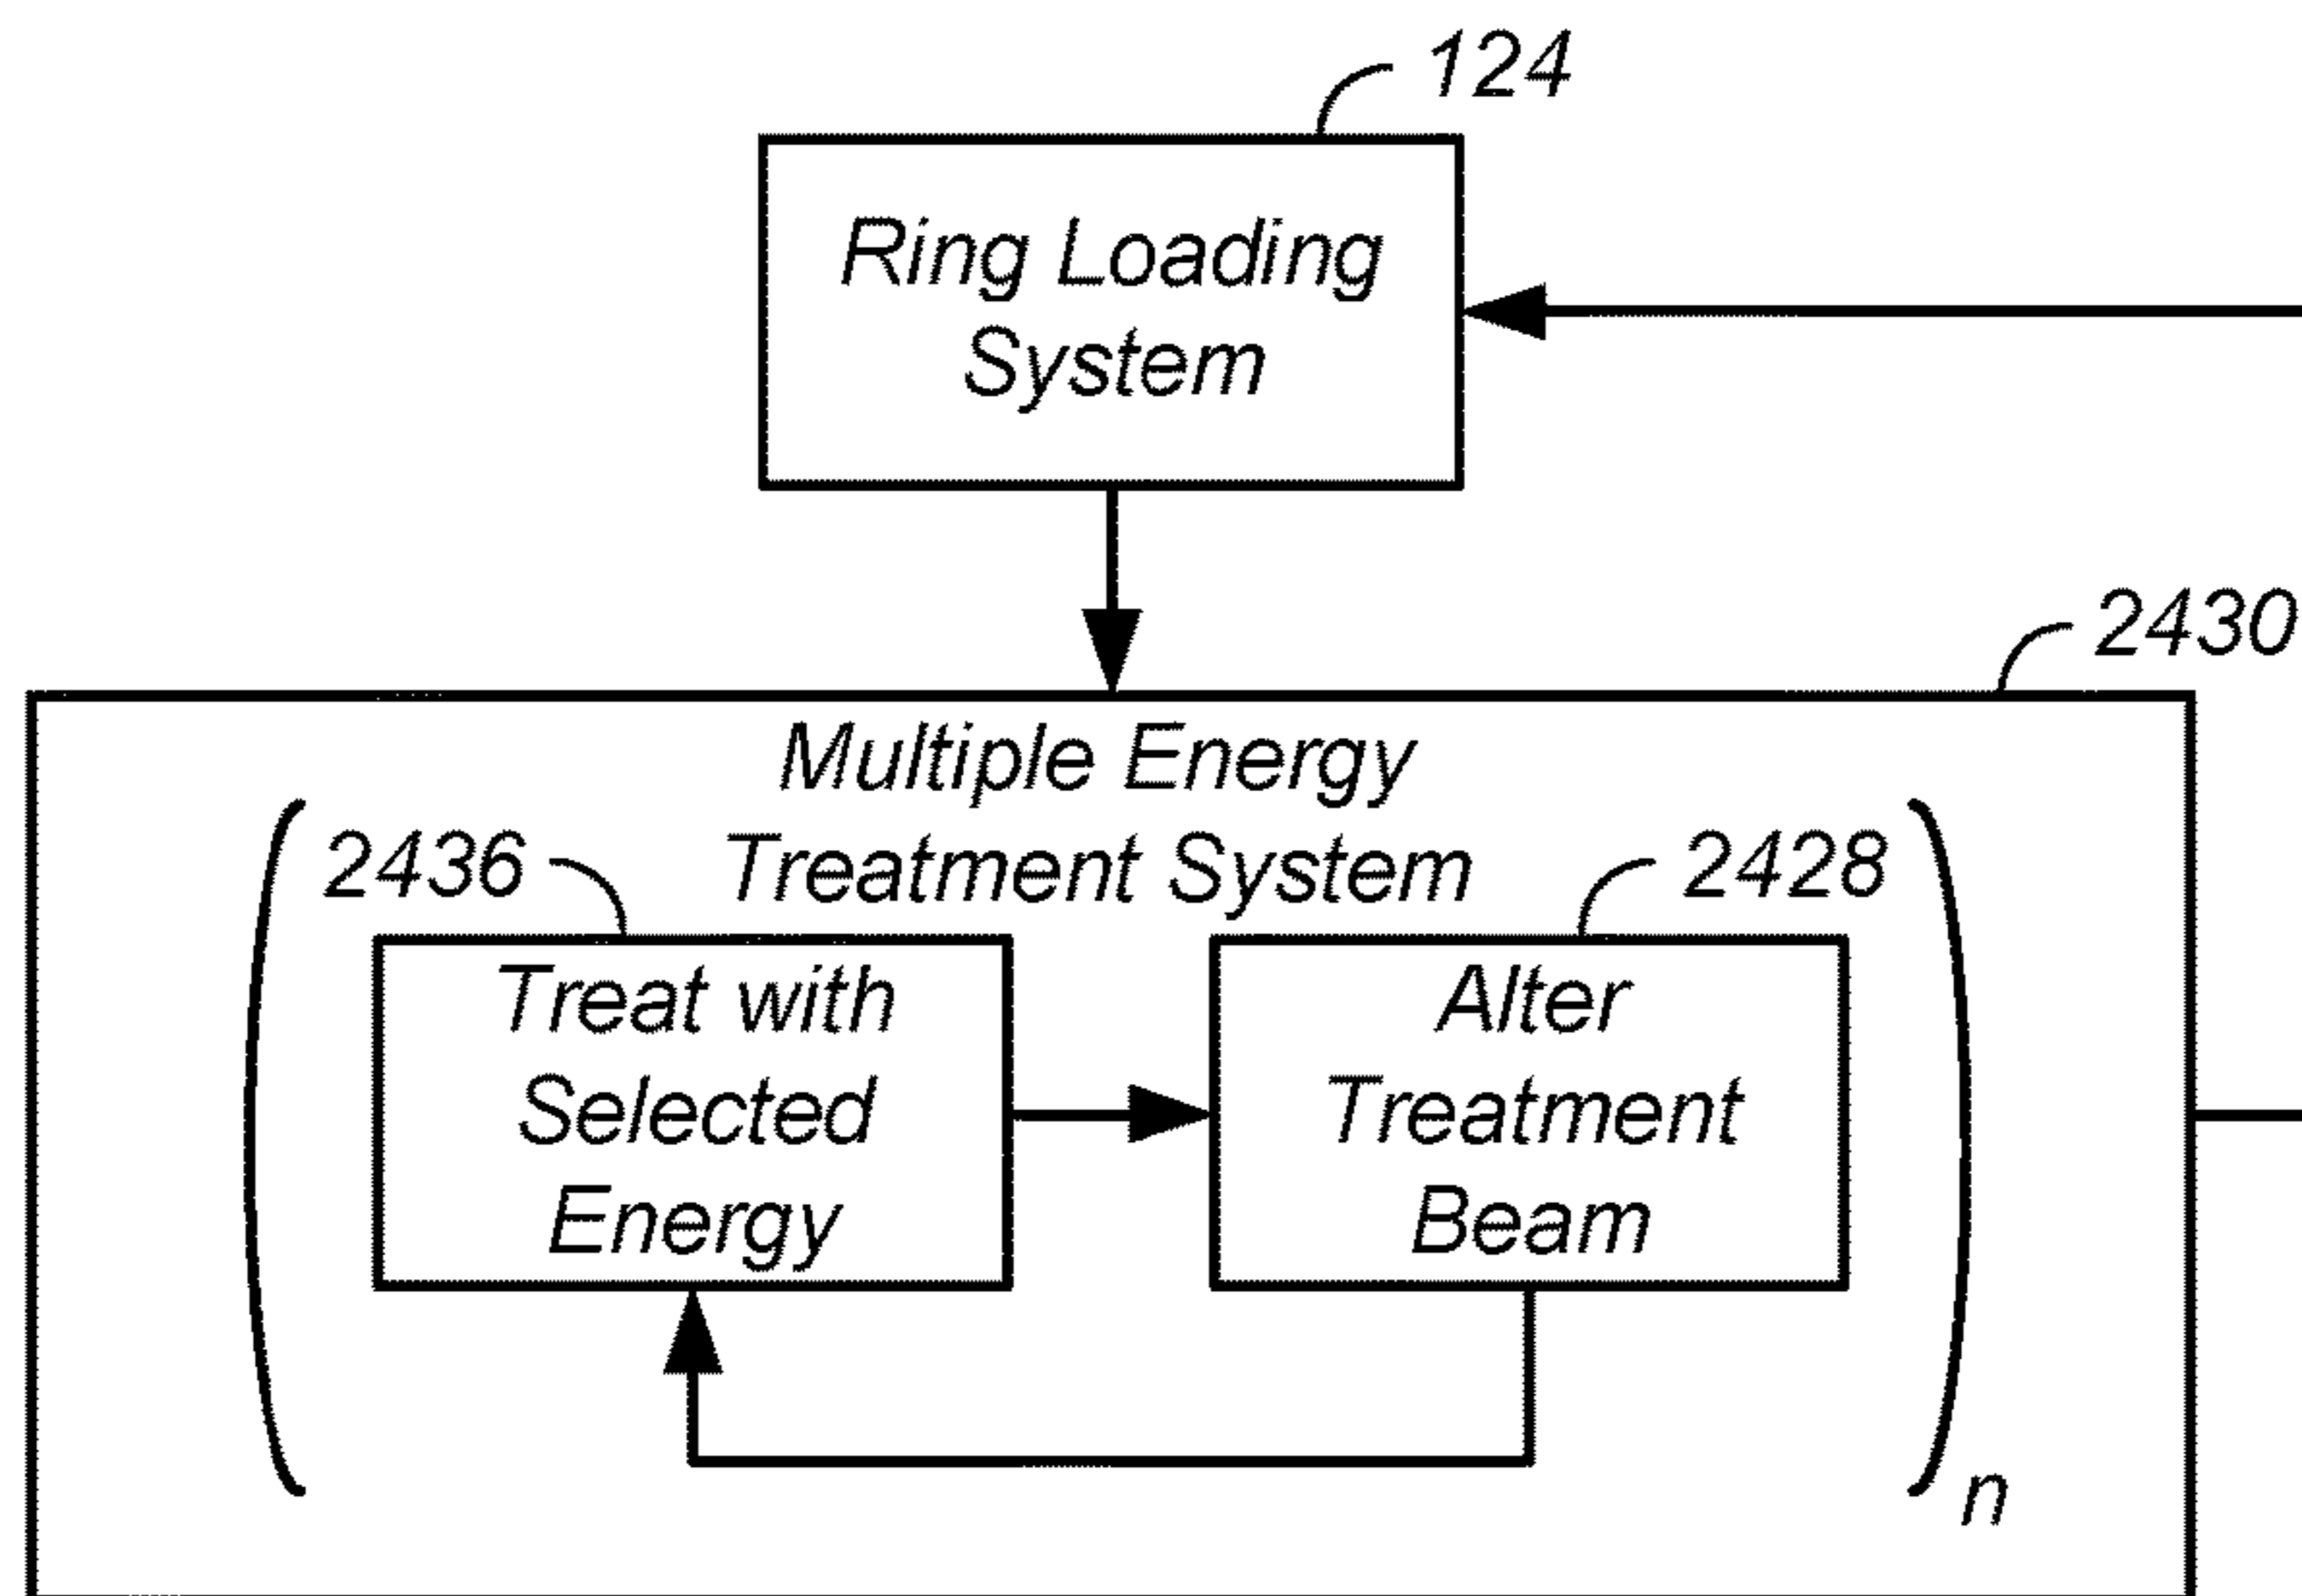 124
Ring Loading
System
2430
Multiple Energy
Treatment System
2436
2428
Treat with
Selected
Energy
Alter
Treatment
Beam
n